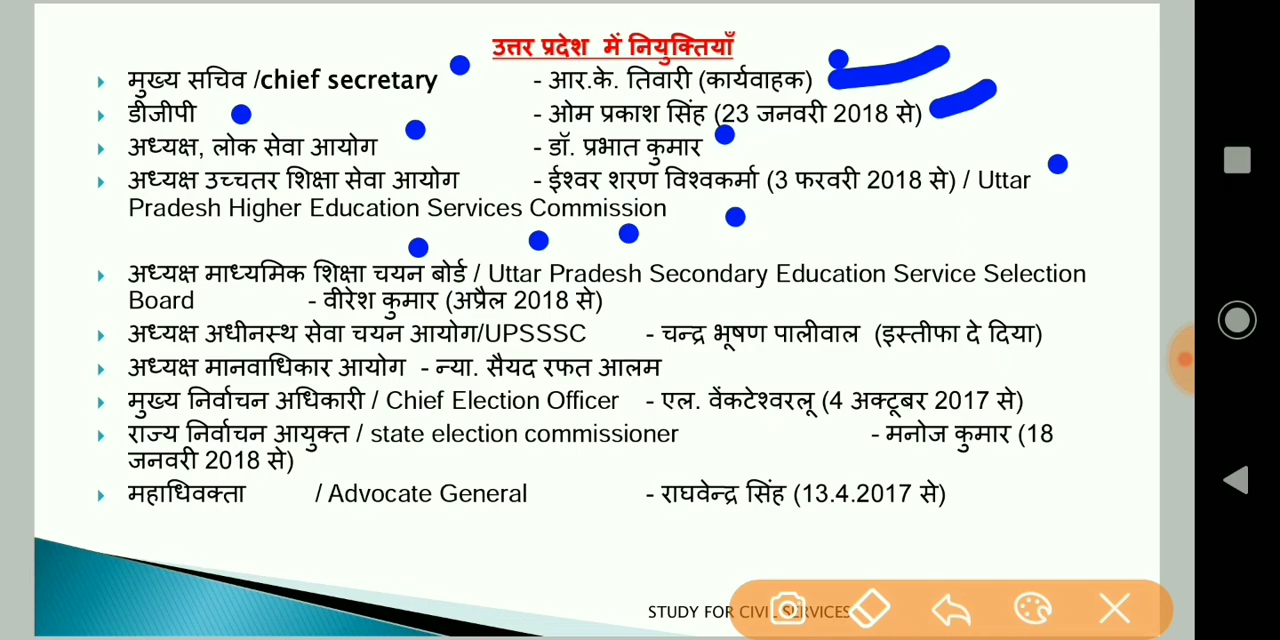 उत्तर प्रदेश में नियुक्तियाँ
मुख्य सचिव /chief secretary - आर.के. तिवारी (कार्यवाहक)
डीजीपी - ओम प्रकाश सिंह (23 जनवरी 2018 से)
अध्यक्ष, लोक सेवा आयोग - डॉ. प्रभात कुमार
अध्यक्ष उच्चतर शिक्षा सेवा आयोग - ईश्वर शरण विश्वकर्मा (3 फरवरी 2018 से) / Uttar
Pradesh Higher Education Services Commission
अध्यक्ष माध्यमिक शिक्षा चयन बोर्ड / Uttar Pradesh Secondary Education Service Selection
Board - वीरेश कुमार (अप्रैल 2018 से)
अध्यक्ष अधीनस्थ सेवा चयन आयोग/UPSSSC - चन्द्र भूषण पालीवाल (इस्तीफा दे दिया)
अध्यक्ष मानवाधिकार आयोग - न्या. सैयद रफत आलम
मुख्य निर्वाचन अधिकारी / Chief Election Officer - एल. वेंकटेश्वरलू (4 अक्टूबर 2017 से)
राज्य निर्वाचन आयुक्त / state election commissioner - मनोज कुमार (18
जनवरी 2018 से)
महाधिवक्ता / Advocate General - राघवेन्द्र सिंह (13.4.2017 से)
STUDY FOR CIVIL SERVICES